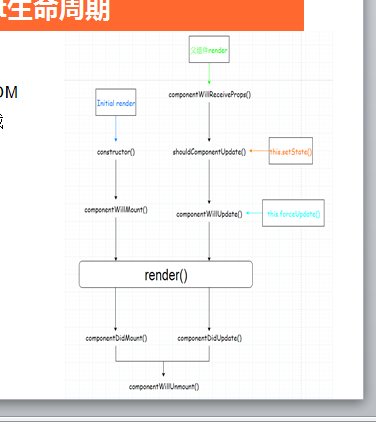 生命周期
父组件render
OM
componentWillReceiveProps()
Initial render
constructor()
shouldComponentUpdate()
this.setState()
componentWillMount()
componentWillUpdate()
this.forceUpdate()
render()
componentDidMount()
componentDidUpdate()
componentWillUnmount()